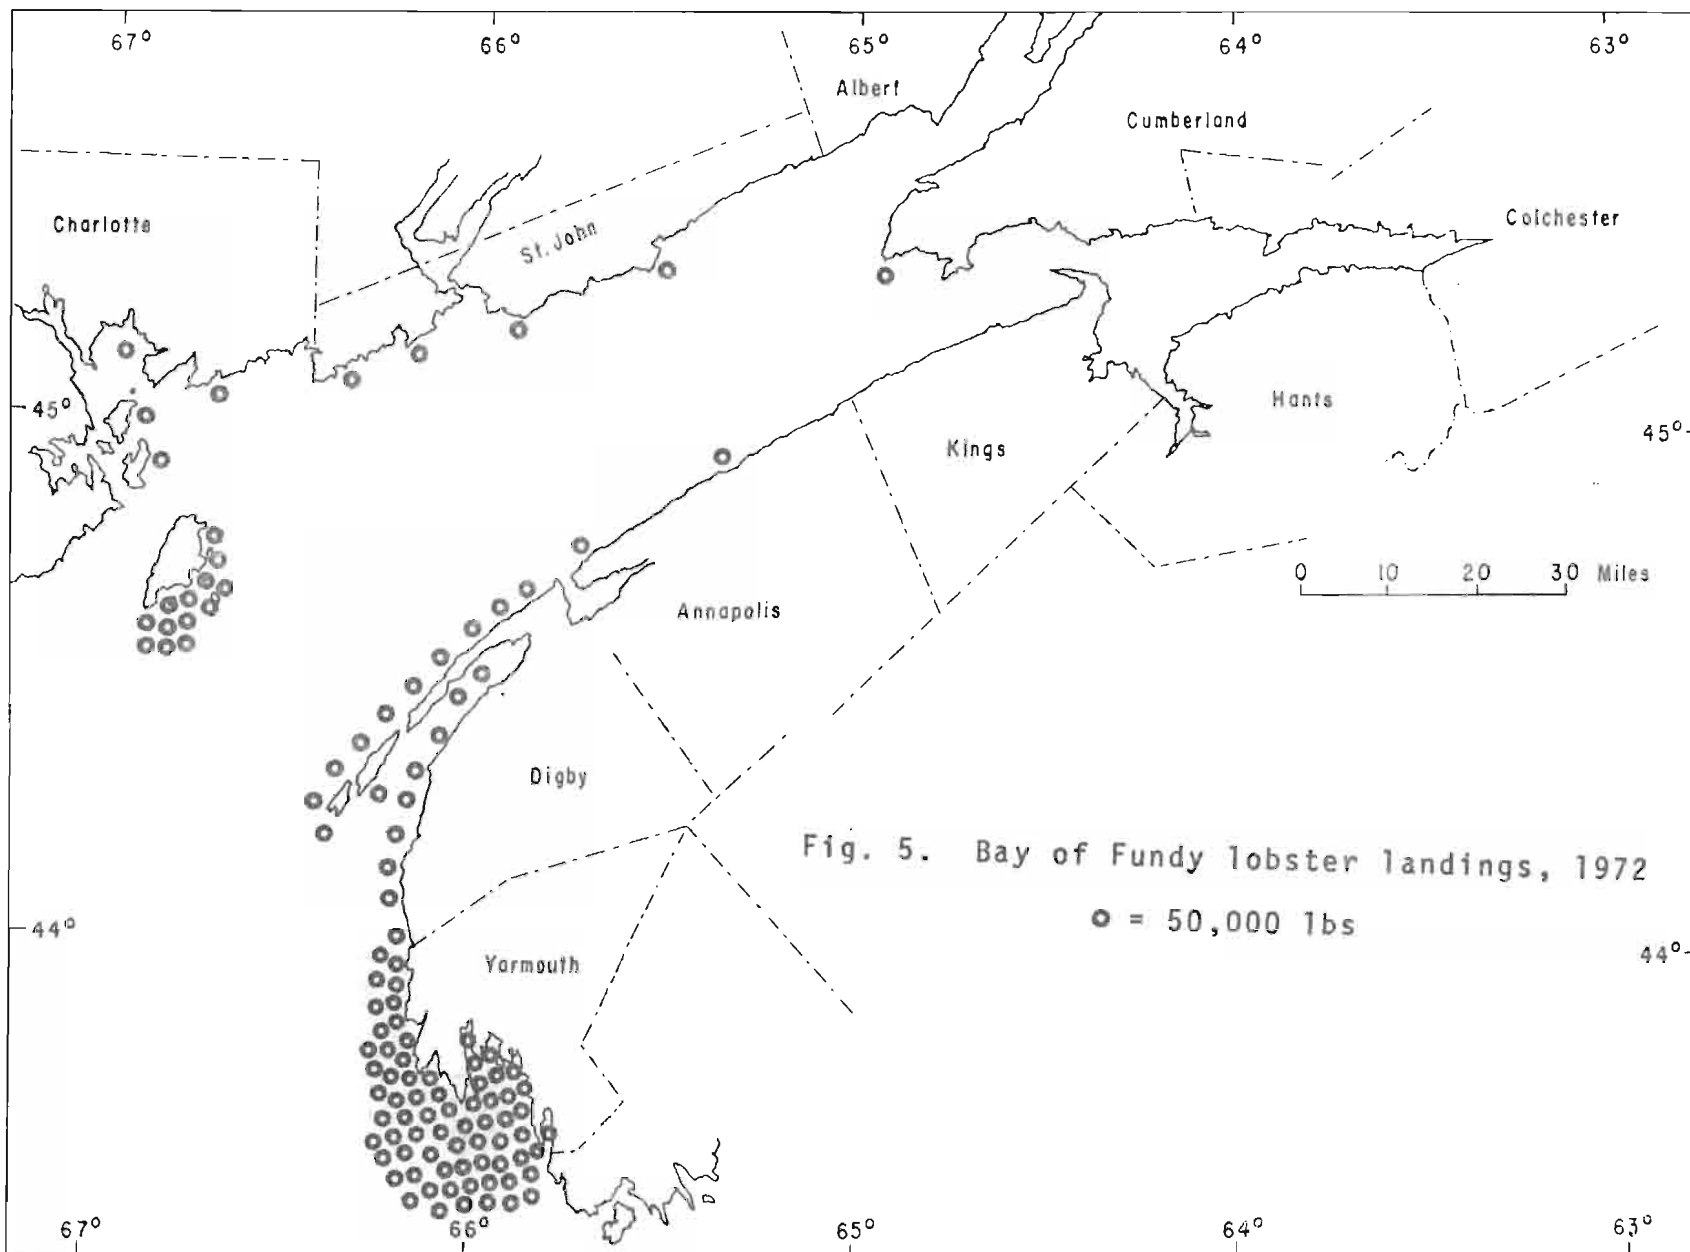 67° 66° 65° 64° 63°
Albert
Cumberland
Charlotte
St. John
Colchester
45°
Hants
45°
Kings
0 10 20 30 Miles
Annapolis
Digby
Fig. 5. Bay of Fundy lobster landings, 1972
= 50,000 lbs
44°
44°
Yarmouth
67° 66° 65° 64° 63°